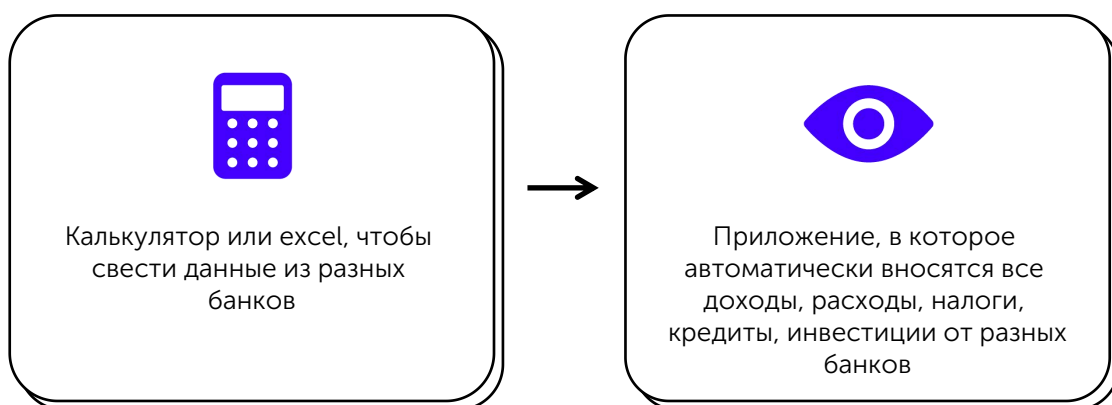 Калькулятор или excel, чтобы
свести данные из разных
банков
Приложение, в которое
автоматически вносятся все
доходы, расходы, налоги,
кредиты, инвестиции от разных
банков